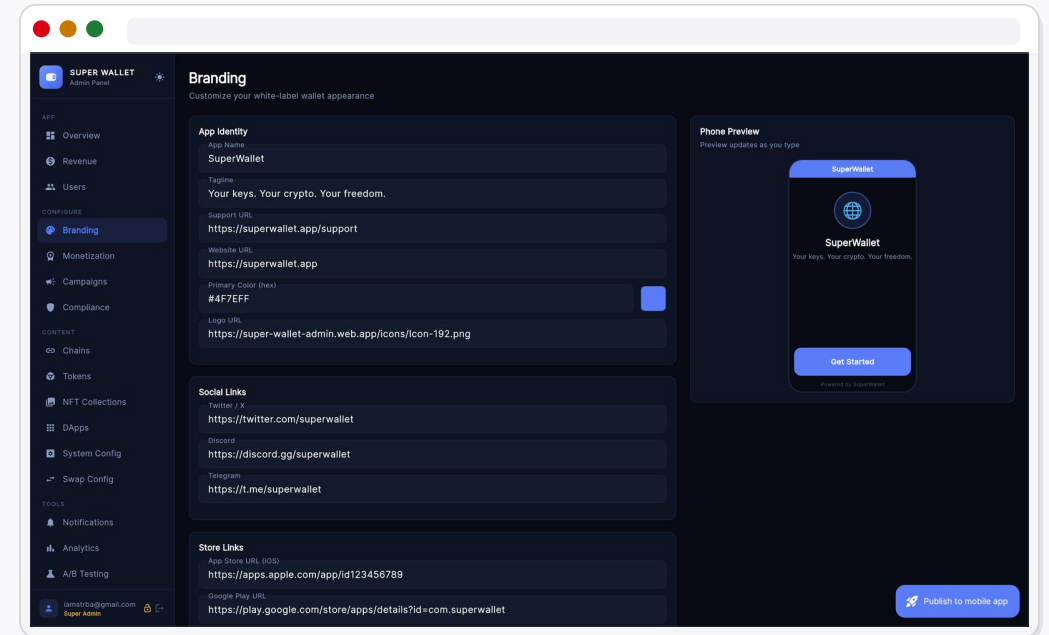 SUPER WALLET
Admin Panel
APP
Overview
Revenue
Users
CONFIGURE
Branding
Monetization
Campaigns
Compliance
CONTENT
Chains
Tokens
NFT Collections
DApps
System Config
Swap Config
TOOLS
Notifications
Analytics
A/B Testing
iamstrba@gmail.com
Super Admin
Branding
Customize your white-label wallet appearance
App Identity
App Name
SuperWallet
Tagline
Your keys. Your crypto. Your freedom.
Support URL
https://superwallet.app/support
Website URL
https://superwallet.app
Primary Color (hex)
#4F7EFF
Logo URL
https://super-wallet-admin.web.app/icons/Icon-192.png
Social Links
Twitter / X
https://twitter.com/superwallet
Discord
https://discord.gg/superwallet
Telegram
https://t.me/superwallet
Store Links
App Store URL (iOS)
https://apps.apple.com/app/id123456789
Google Play URL
https://play.google.com/store/apps/details?id=com.superwallet
Phone Preview
Preview updates as you type
SuperWallet
SuperWallet
Your keys. Your crypto. Your freedom.
Get Started
Powered by SuperWallet
Publish to mobile app